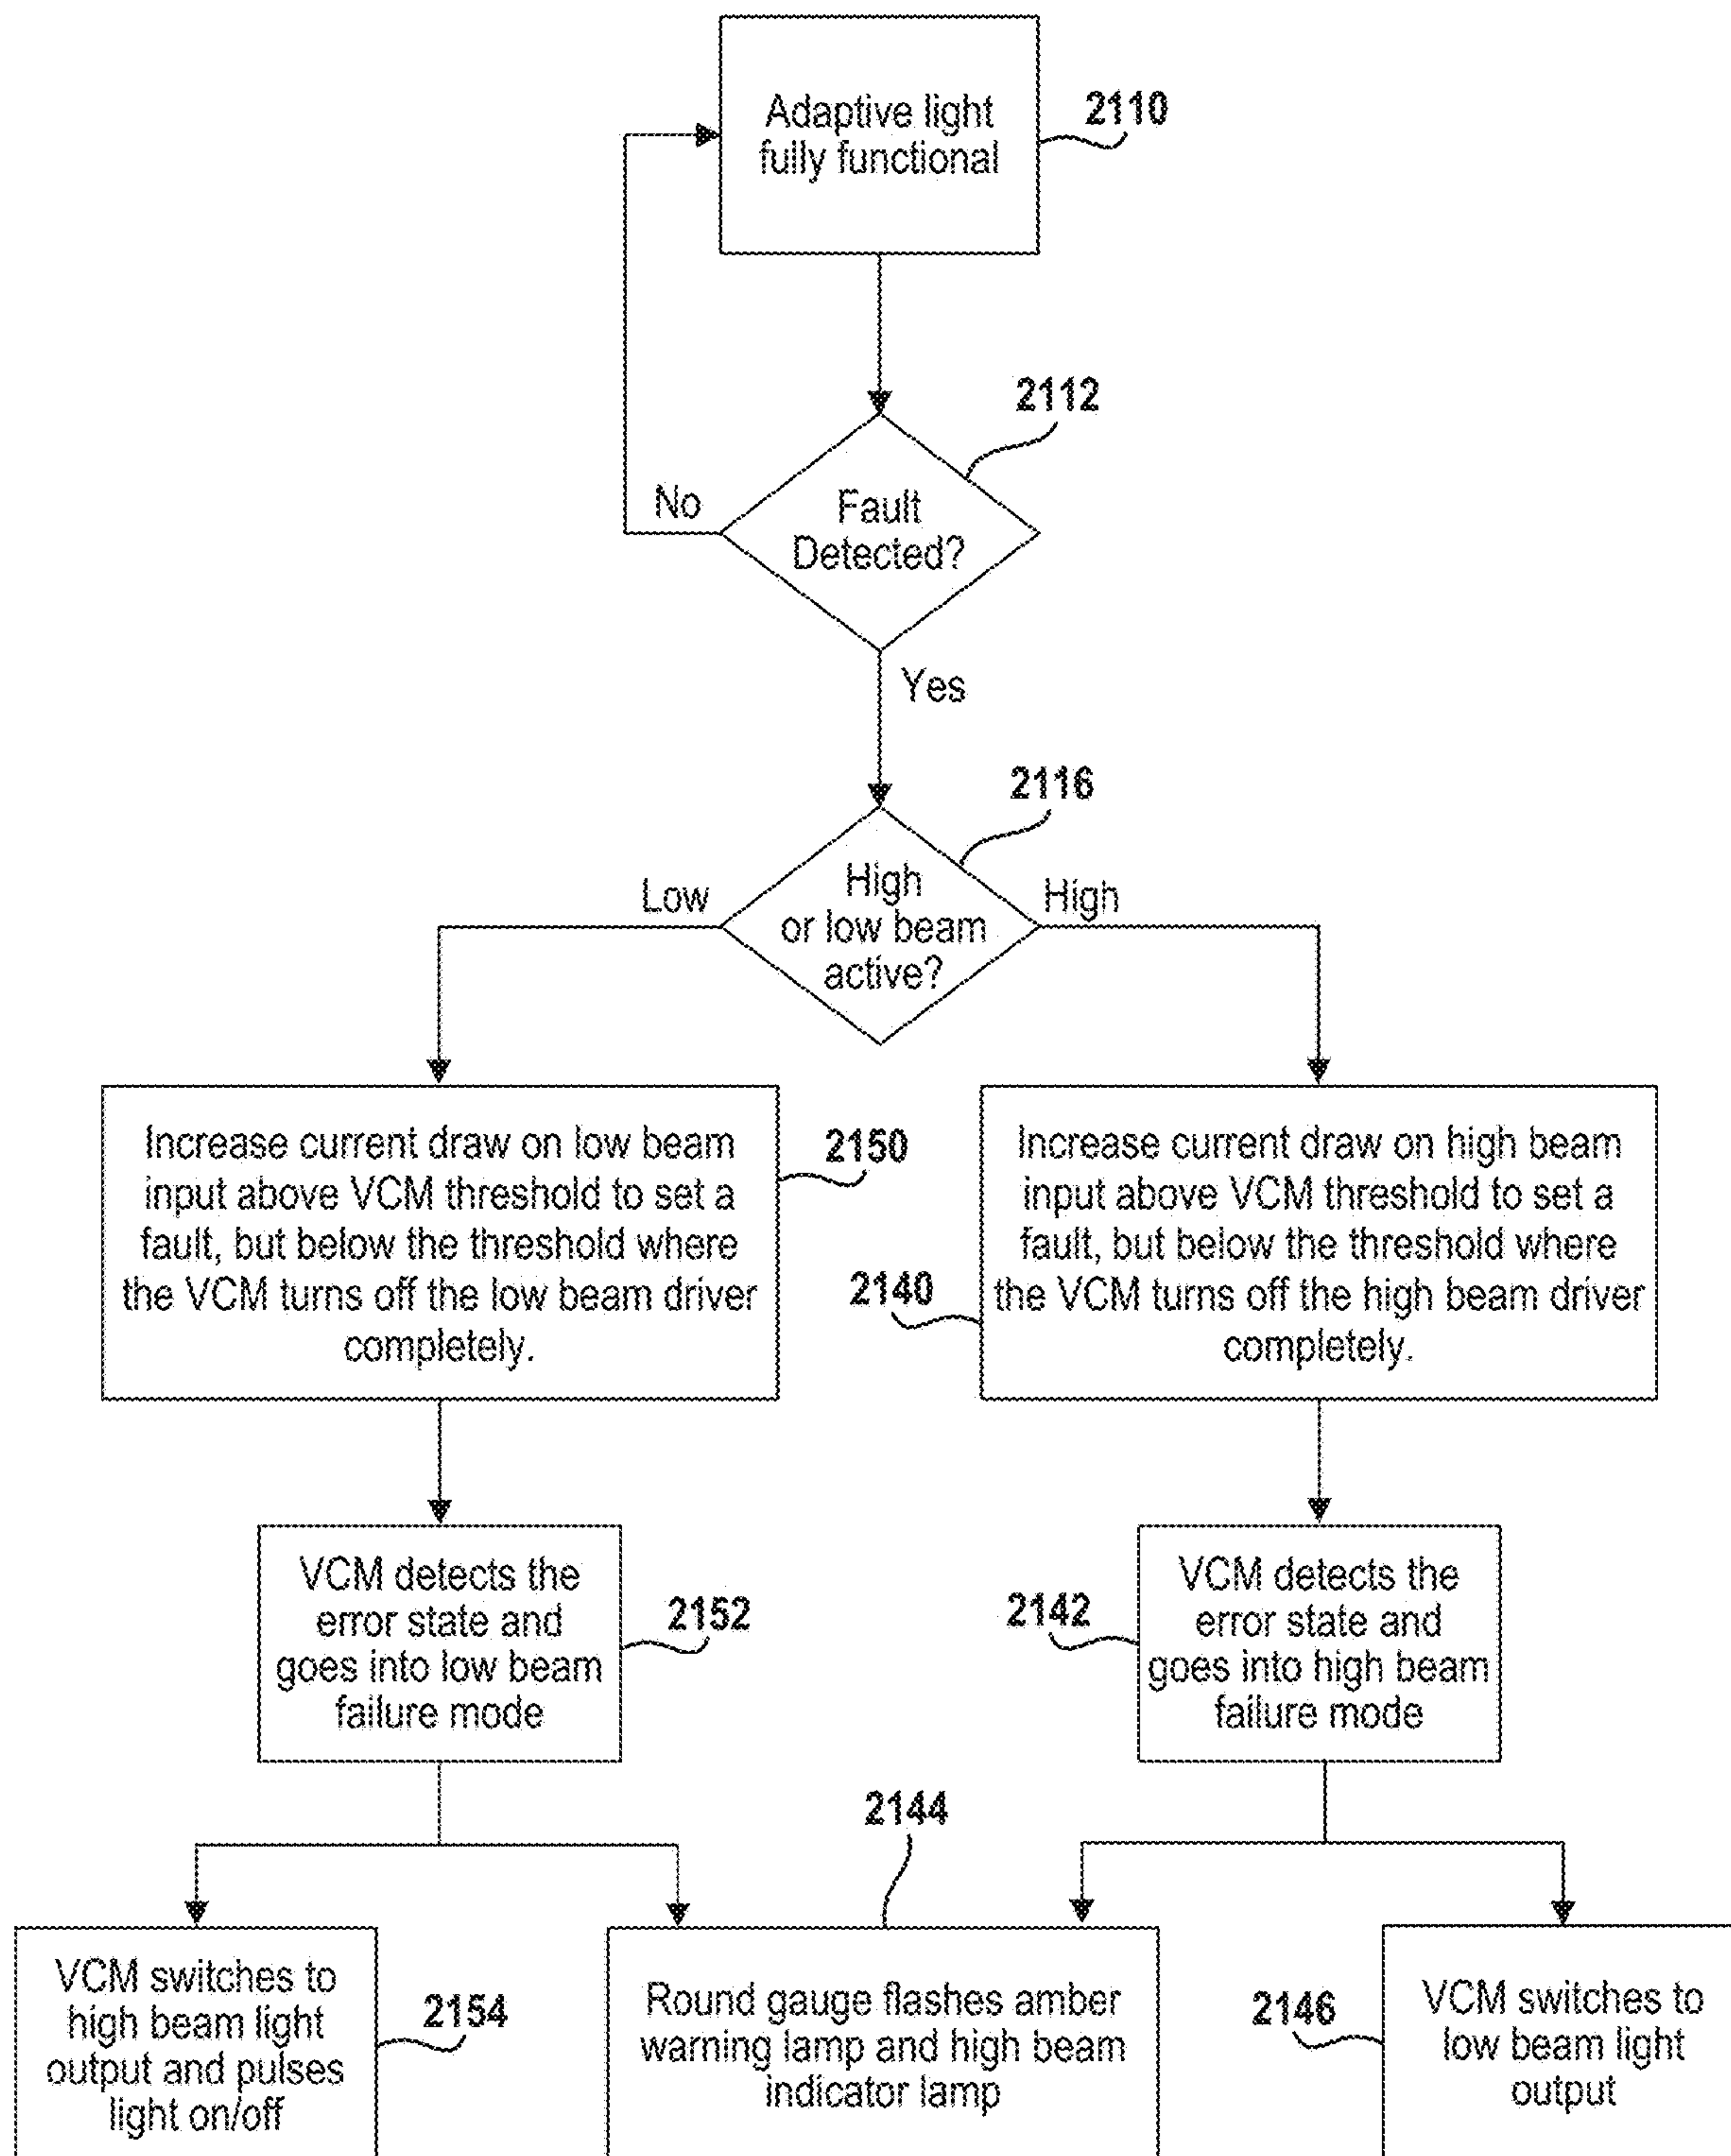 Adaptive light
fully functional
2110
2112
Fault
Detected?
No
Yes
2116
High
or low beam
active?
Low
High
Increase current draw on low beam
input above VCM threshold to set a
fault, but below the threshold where
the VCM turns off the low beam driver
completely.
2150
Increase current draw on high beam
input above VCM threshold to set a
fault, but below the threshold where
the VCM turns off the high beam driver
completely.
2140
VCM detects the
error state and
goes into low beam
failure mode
2152
VCM detects the
error state and
goes into high beam
failure mode
2142
2144
VCM switches to
high beam light
output and pulses
light on/off
2154
Round gauge flashes amber
warning lamp and high beam
indicator lamp
2146
VCM switches to
low beam light
output